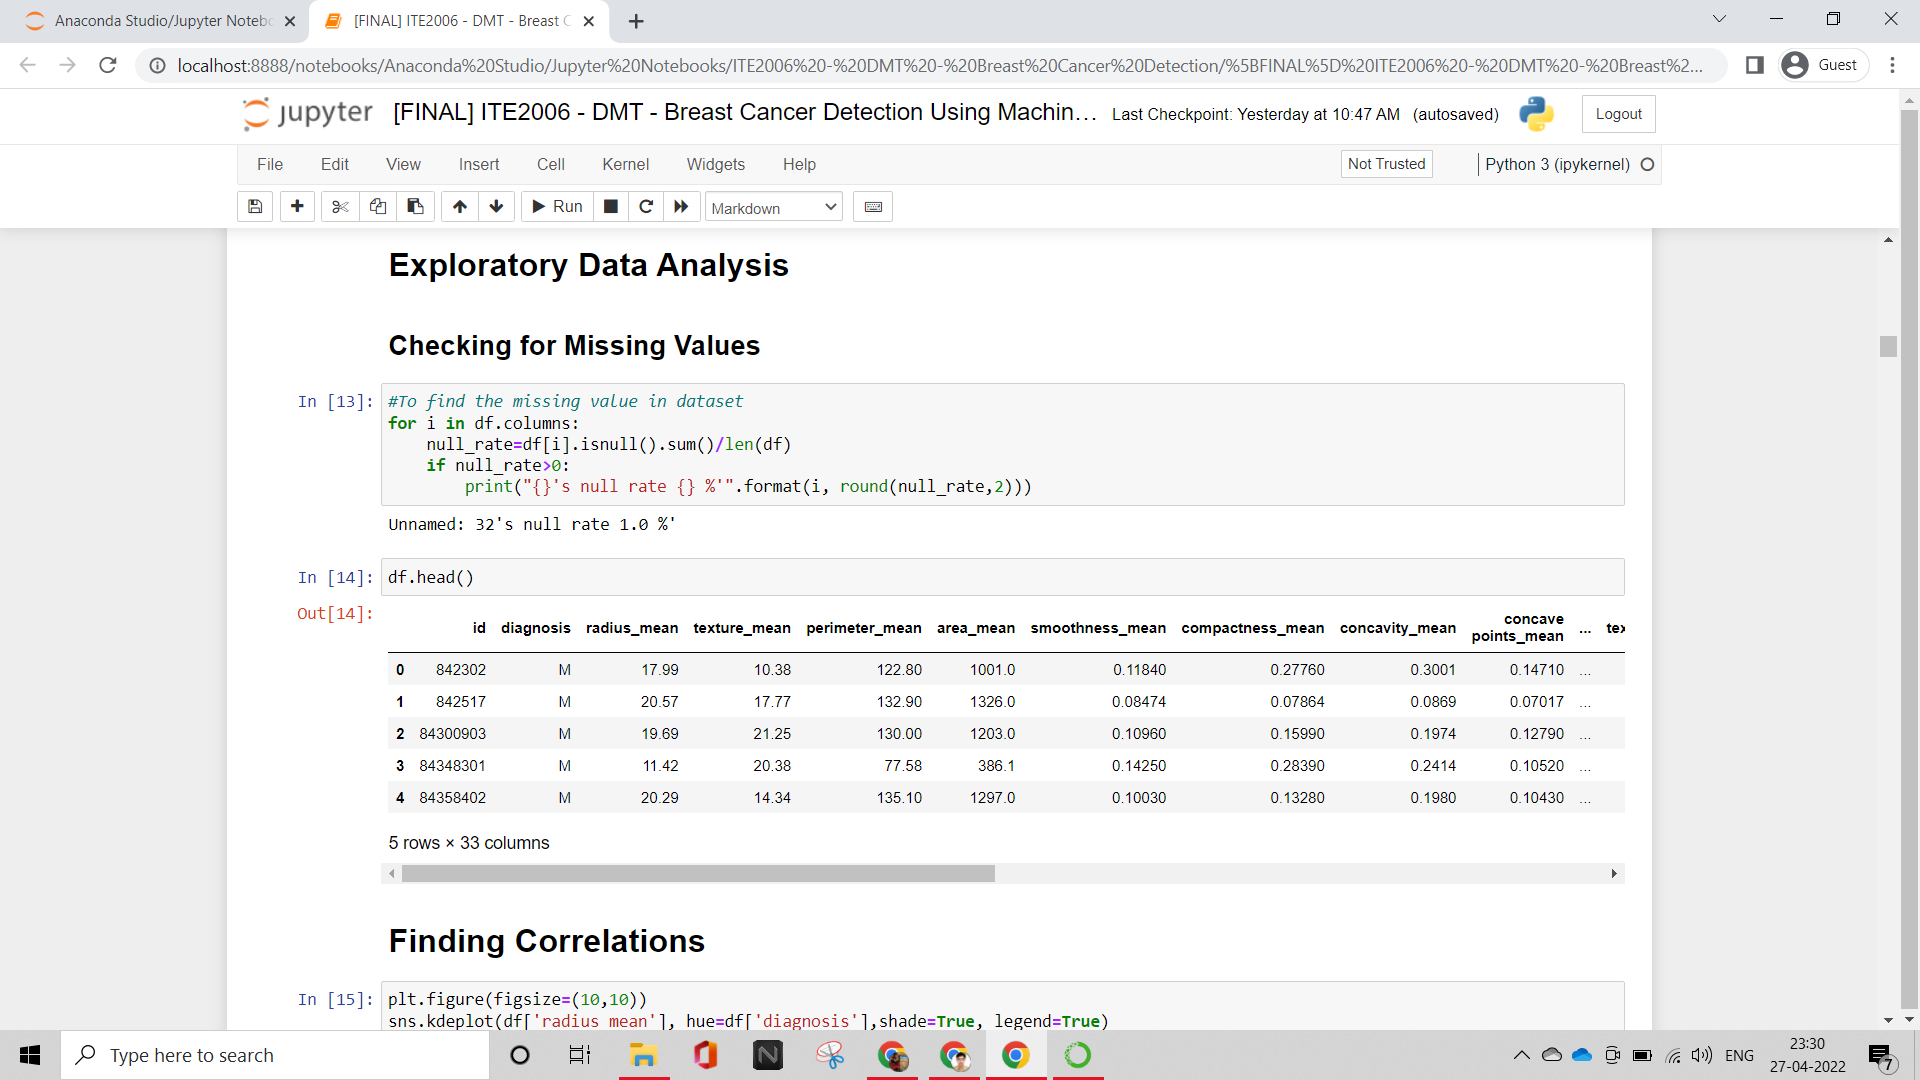 Anaconda Studio/Jupyter Notebo
[FINAL] ITE2006 - DMT - Breast C
localhost:8888/notebooks/Anaconda%20Studio/Jupyter%20Notebooks/ITE2006%20-%20DMT%20-%20Breast%20Cancer%20Detection/%5BFINAL%5D%20ITE2006%20-%20DMT%20-%20Breast%2...
Guest
jupyter [FINAL] ITE2006 - DMT - Breast Cancer Detection Using Machin... Last Checkpoint: Yesterday at 10:47 AM (autosaved) Logout
File Edit View Insert Cell Kernel Widgets Help Not Trusted Python 3 (ipykernel)
Run Markdown
Exploratory Data Analysis
Checking for Missing Values
In [13]: #To find the missing value in dataset
for i in df.columns:
    null_rate=df[i].isnull().sum()/len(df)
    if null_rate>0:
        print("{}'s null rate {} %'".format(i, round(null_rate,2)))
Unnamed: 32's null rate 1.0 %'
In [14]: df.head()
Out[14]:
id diagnosis radius_mean texture_mean perimeter_mean area_mean smoothness_mean compactness_mean concavity_mean concave points_mean ... tex
0 842302 M 17.99 10.38 122.80 1001.0 0.11840 0.27760 0.3001 0.14710 ...
1 842517 M 20.57 17.77 132.90 1326.0 0.08474 0.07864 0.0869 0.07017 ...
2 84300903 M 19.69 21.25 130.00 1203.0 0.10960 0.15990 0.1974 0.12790 ...
3 84348301 M 11.42 20.38 77.58 386.1 0.14250 0.28390 0.2414 0.10520 ...
4 84358402 M 20.29 14.34 135.10 1297.0 0.10030 0.13280 0.1980 0.10430 ...
5 rows × 33 columns
Finding Correlations
In [15]: plt.figure(figsize=(10,10))
sns.kdeplot(df['radius_mean'], hue=df['diagnosis'],shade=True, legend=True)
Type here to search
ENG
23:30
27-04-2022
7